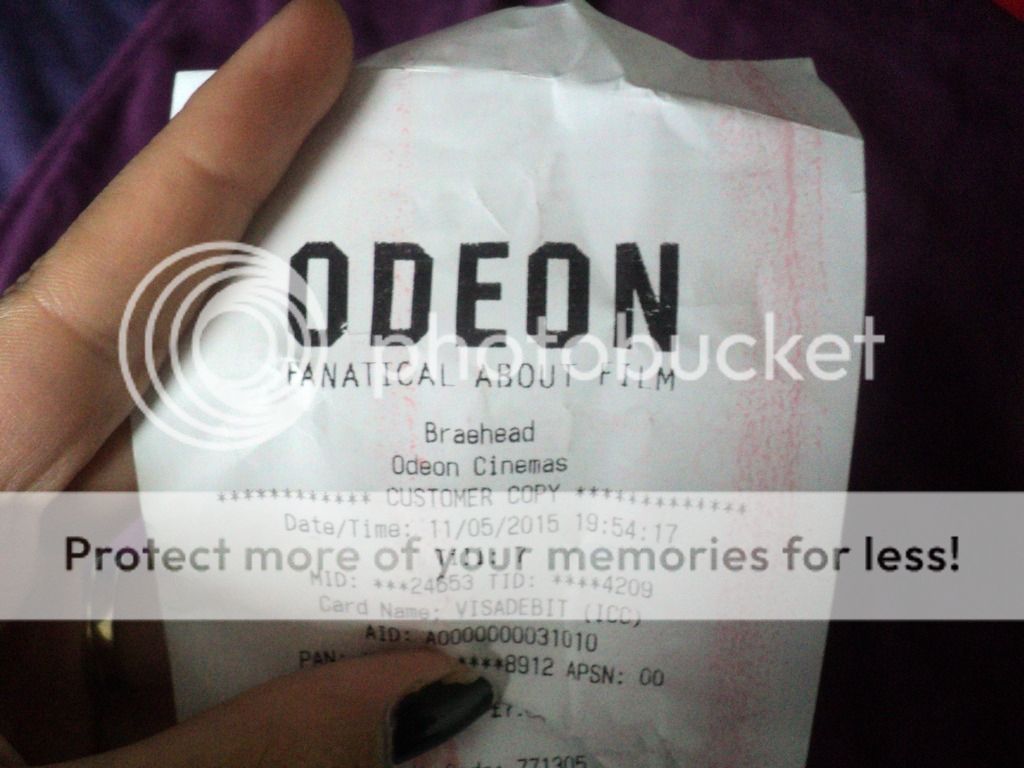 ODEON
photobucket
FANATICAL ABOUT FILM
Braehead
Odeon Cinemas
************ CUSTOMER COPY *************
Date/Time: 11/05/2015 19:54:17
Protect more of your memories for less!
MID: ***24653 TID: ****4209
Card Name: VISADEBIT (ICC)
AID: A0000000031010
PAN: ****8912 APSN: 00
771305